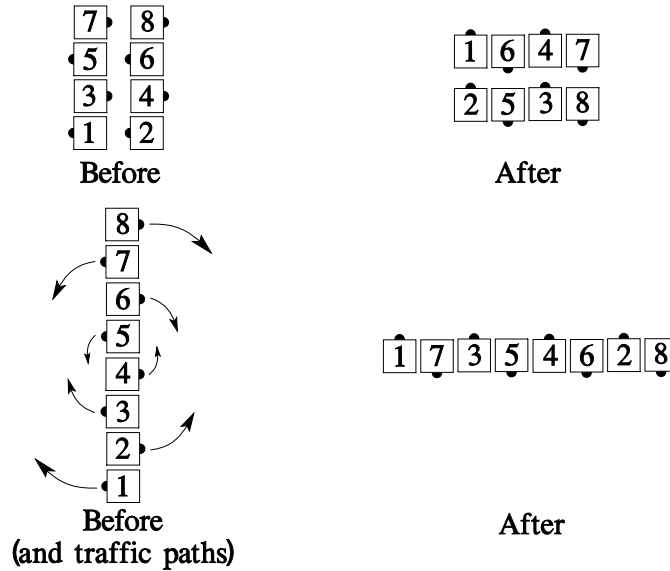 7 8
5 6
3 4
1 2
Before
1 6 4 7
2 5 3 8
After
8
7
6
5
4
3
2
1
Before
(and traffic paths)
1 7 3 5 4 6 2 8
After